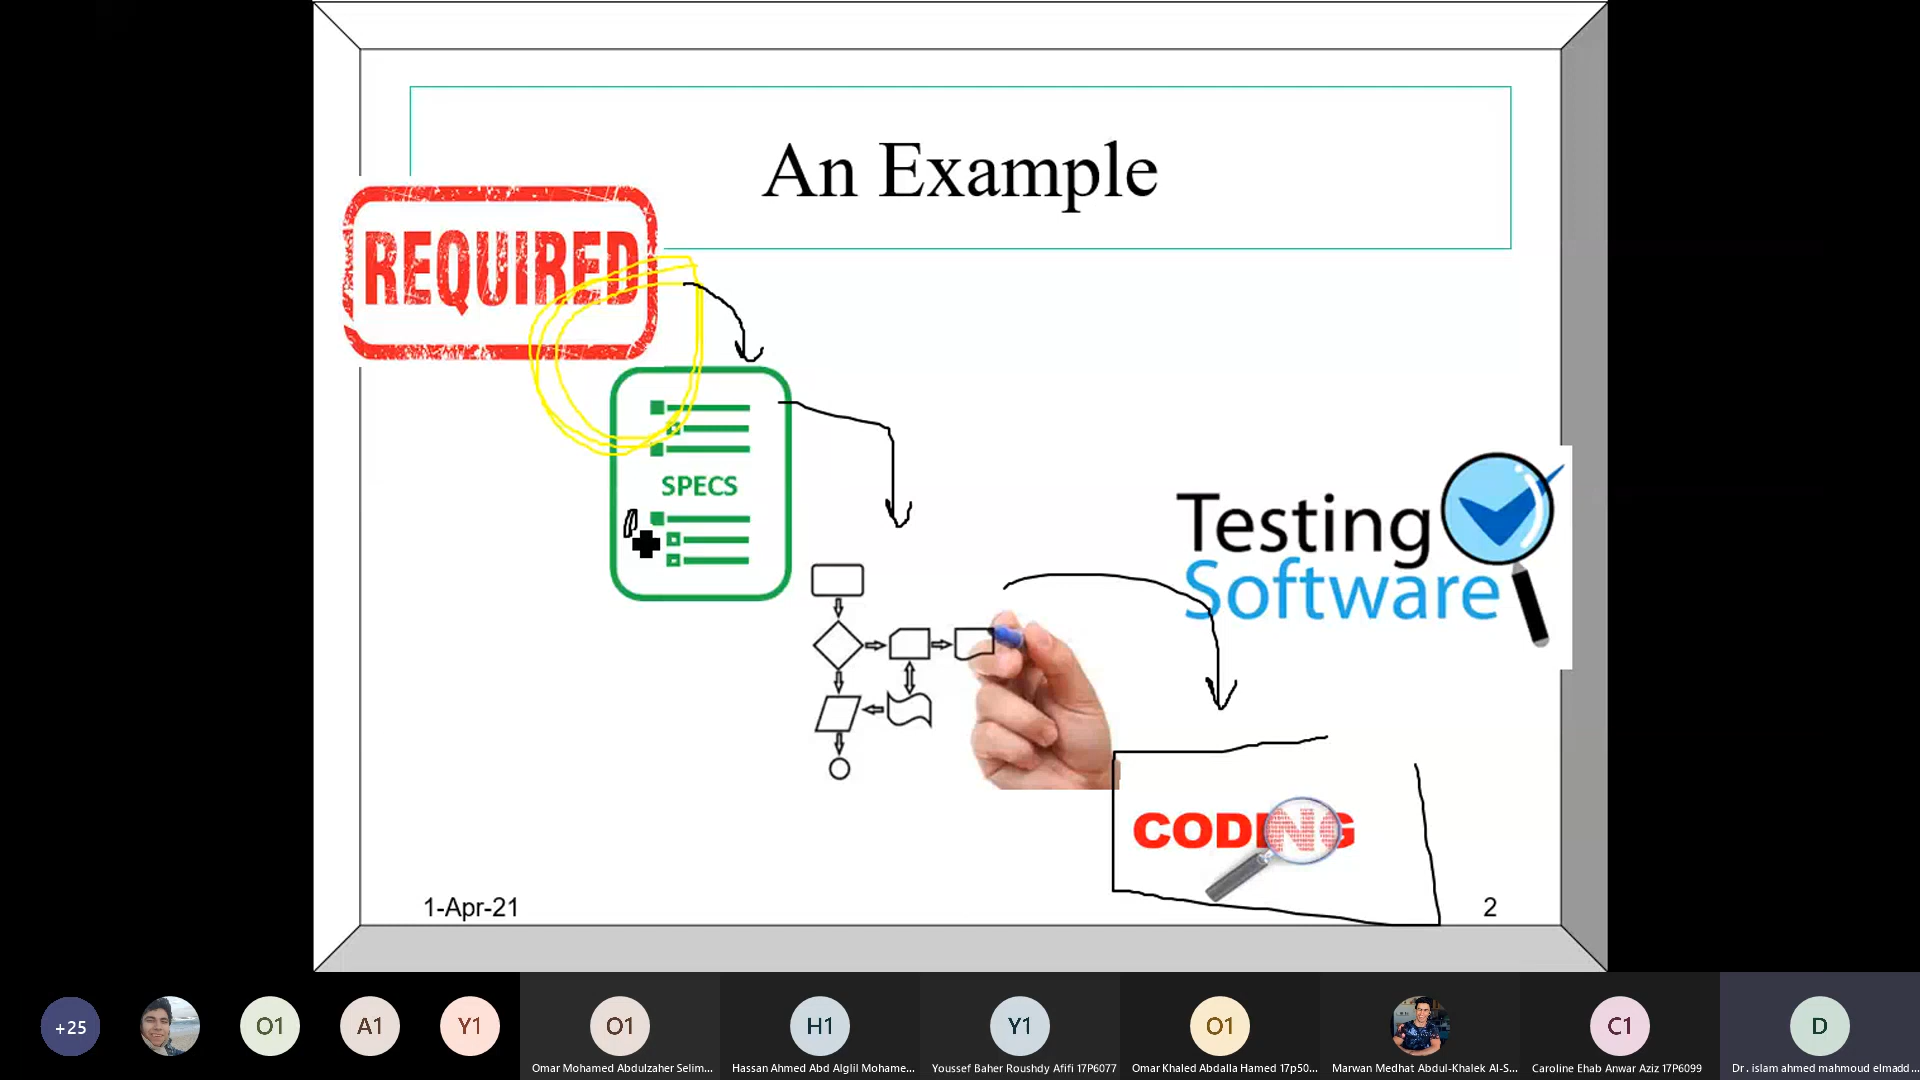 An Example
REQUIRED
SPECS
Testing
Software
CODING
1-Apr-21
2
+25
O1
A1
Y1
O1
H1
Y1
O1
C1
D
Omar Mohamed Abdulzaher Selim...
Hassan Ahmed Abd Alglil Mohame...
Youssef Baher Roushdy Afifi 17P6077
Omar Khaled Abdalla Hamed 17p50...
Marwan Medhat Abdul-Khalek Al-S...
Caroline Ehab Anwar Aziz 17P6099
Dr. islam ahmed mahmoud elmadd...